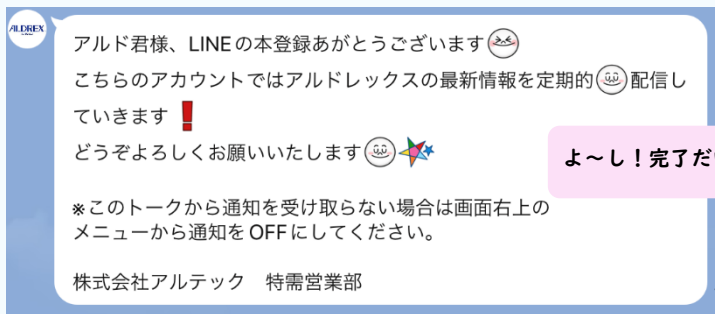 ALDREX
アルド君様、LINEの本登録あがとうございます
こちらのアカウントではアルドレックスの最新情報を定期的配信し
ていきます❗
どうぞよろしくお願いいたします
よ～し！完了だ
※このトークから通知を受け取らない場合は画面右上の
メニューから通知をOFFにしてください。
株式会社アルテック　特需営業部